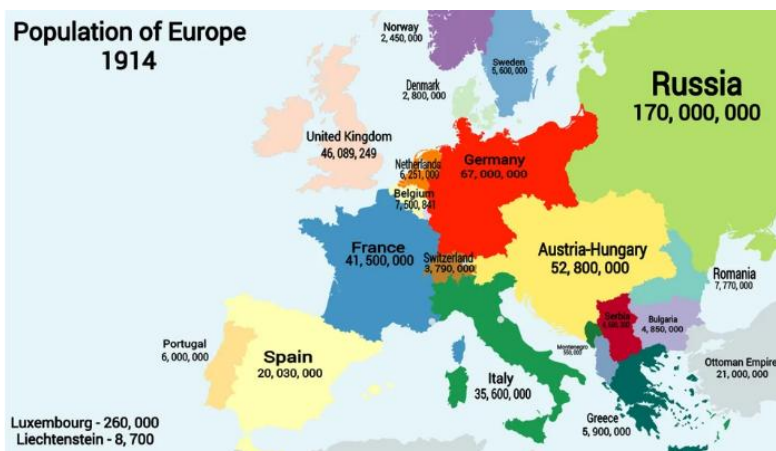 Population of Europe
1914
Norway
2, 450, 000
Sweden
5, 600, 000
Denmark
2, 800, 000
Russia
170, 000, 000
United Kingdom
46, 089, 249
Netherlands
6, 251, 000
Germany
67, 000, 000
Belgium
7, 500, 841
France
41, 500, 000
Switzerland
3, 790, 000
Austria-Hungary
52, 800, 000
Romania
7, 770, 000
Serbia
Bulgaria
4, 850, 000
Montenegro
Portugal
6, 000, 000
Spain
20, 030, 000
Italy
35, 600, 000
Ottoman Empire
21, 000, 000
Greece
5, 900, 000
Luxembourg - 260, 000
Liechtenstein - 8, 700